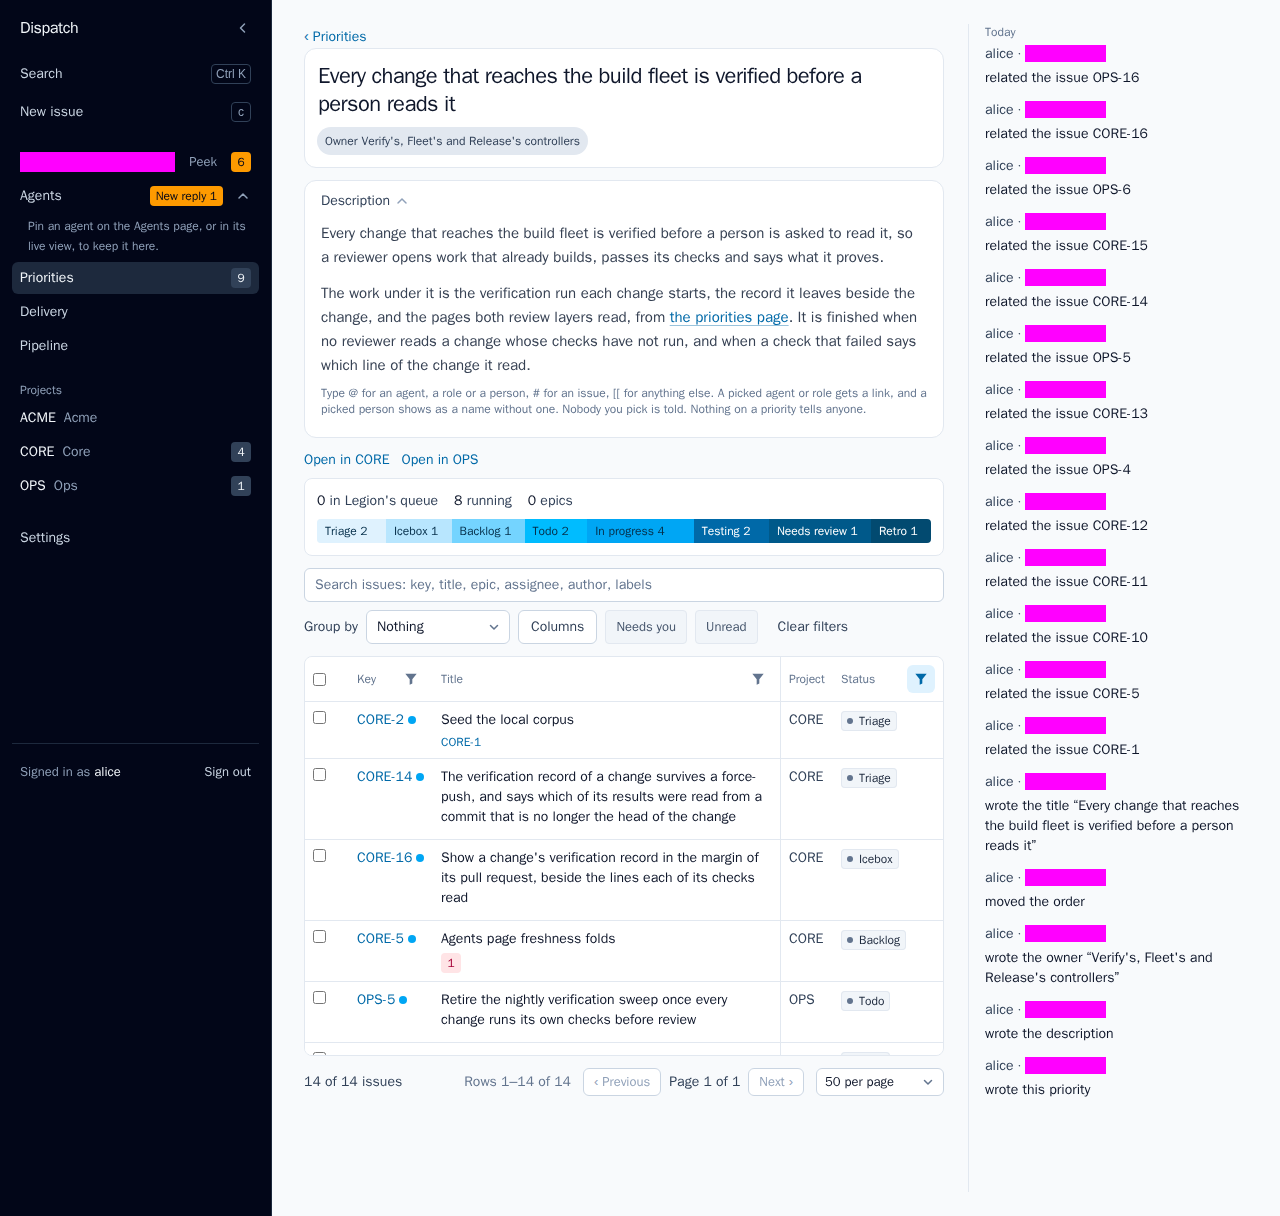 Dispatch
Search
Ctrl K
New issue
c
Peek
6
Agents
New reply 1
Pin an agent on the Agents page, or in its
live view, to keep it here.
Priorities
9
Delivery
Pipeline
Projects
ACME Acme
CORE Core
4
OPS Ops
1
Settings
Signed in as alice
Sign out
‹ Priorities
Every change that reaches the build fleet is verified before a
person reads it
Owner Verify's, Fleet's and Release's controllers
Description
Every change that reaches the build fleet is verified before a person is asked to read it, so
a reviewer opens work that already builds, passes its checks and says what it proves.
The work under it is the verification run each change starts, the record it leaves beside the
change, and the pages both review layers read, from the priorities page. It is finished when
no reviewer reads a change whose checks have not run, and when a check that failed says
which line of the change it read.
Type @ for an agent, a role or a person, # for an issue, [[ for anything else. A picked agent or role gets a link, and a
picked person shows as a name without one. Nobody you pick is told. Nothing on a priority tells anyone.
Open in CORE Open in OPS
0 in Legion's queue 8 running 0 epics
Triage 2 Icebox 1 Backlog 1 Todo 2 In progress 4 Testing 2 Needs review 1 Retro 1
Search issues: key, title, epic, assignee, author, labels
Group by
Nothing
Columns
Needs you
Unread
Clear filters
Key
Title
Project
Status
CORE-2
Seed the local corpus
CORE-1
CORE
Triage
CORE-14
The verification record of a change survives a force-
push, and says which of its results were read from a
commit that is no longer the head of the change
CORE
Triage
CORE-16
Show a change's verification record in the margin of
its pull request, beside the lines each of its checks
read
CORE
Icebox
CORE-5
Agents page freshness folds
1
CORE
Backlog
OPS-5
Retire the nightly verification sweep once every
change runs its own checks before review
OPS
Todo
14 of 14 issues
Rows 1–14 of 14
‹ Previous
Page 1 of 1
Next ›
50 per page
Today
alice ·
related the issue OPS-16
alice ·
related the issue CORE-16
alice ·
related the issue OPS-6
alice ·
related the issue CORE-15
alice ·
related the issue CORE-14
alice ·
related the issue OPS-5
alice ·
related the issue CORE-13
alice ·
related the issue OPS-4
alice ·
related the issue CORE-12
alice ·
related the issue CORE-11
alice ·
related the issue CORE-10
alice ·
related the issue CORE-5
alice ·
related the issue CORE-1
alice ·
wrote the title “Every change that reaches
the build fleet is verified before a person
reads it”
alice ·
moved the order
alice ·
wrote the owner “Verify's, Fleet's and
Release's controllers”
alice ·
wrote the description
alice ·
wrote this priority